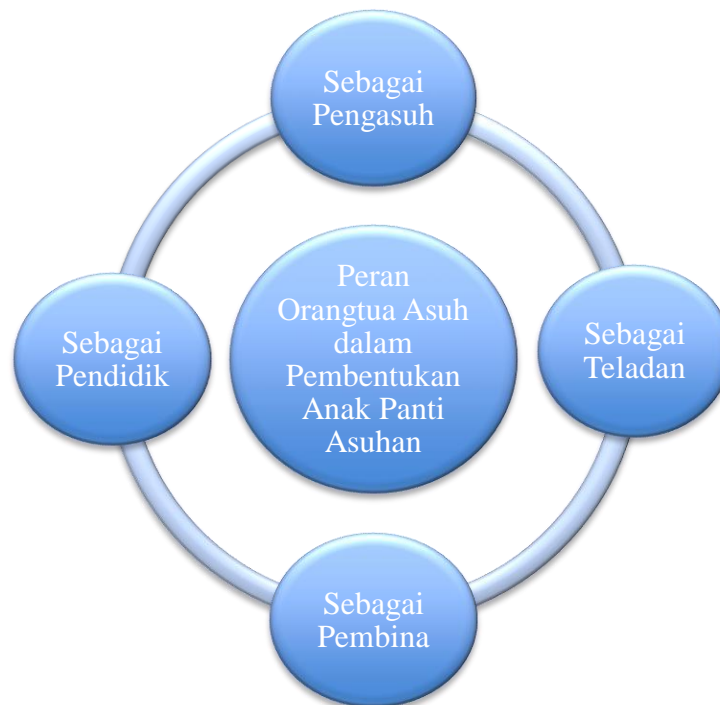 Sebagai
Pengasuh
Peran
Orangtua Asuh
dalam
Pembentukan
Anak Panti
Asuhan
Sebagai
Pendidik
Sebagai
Teladan
Sebagai
Pembina